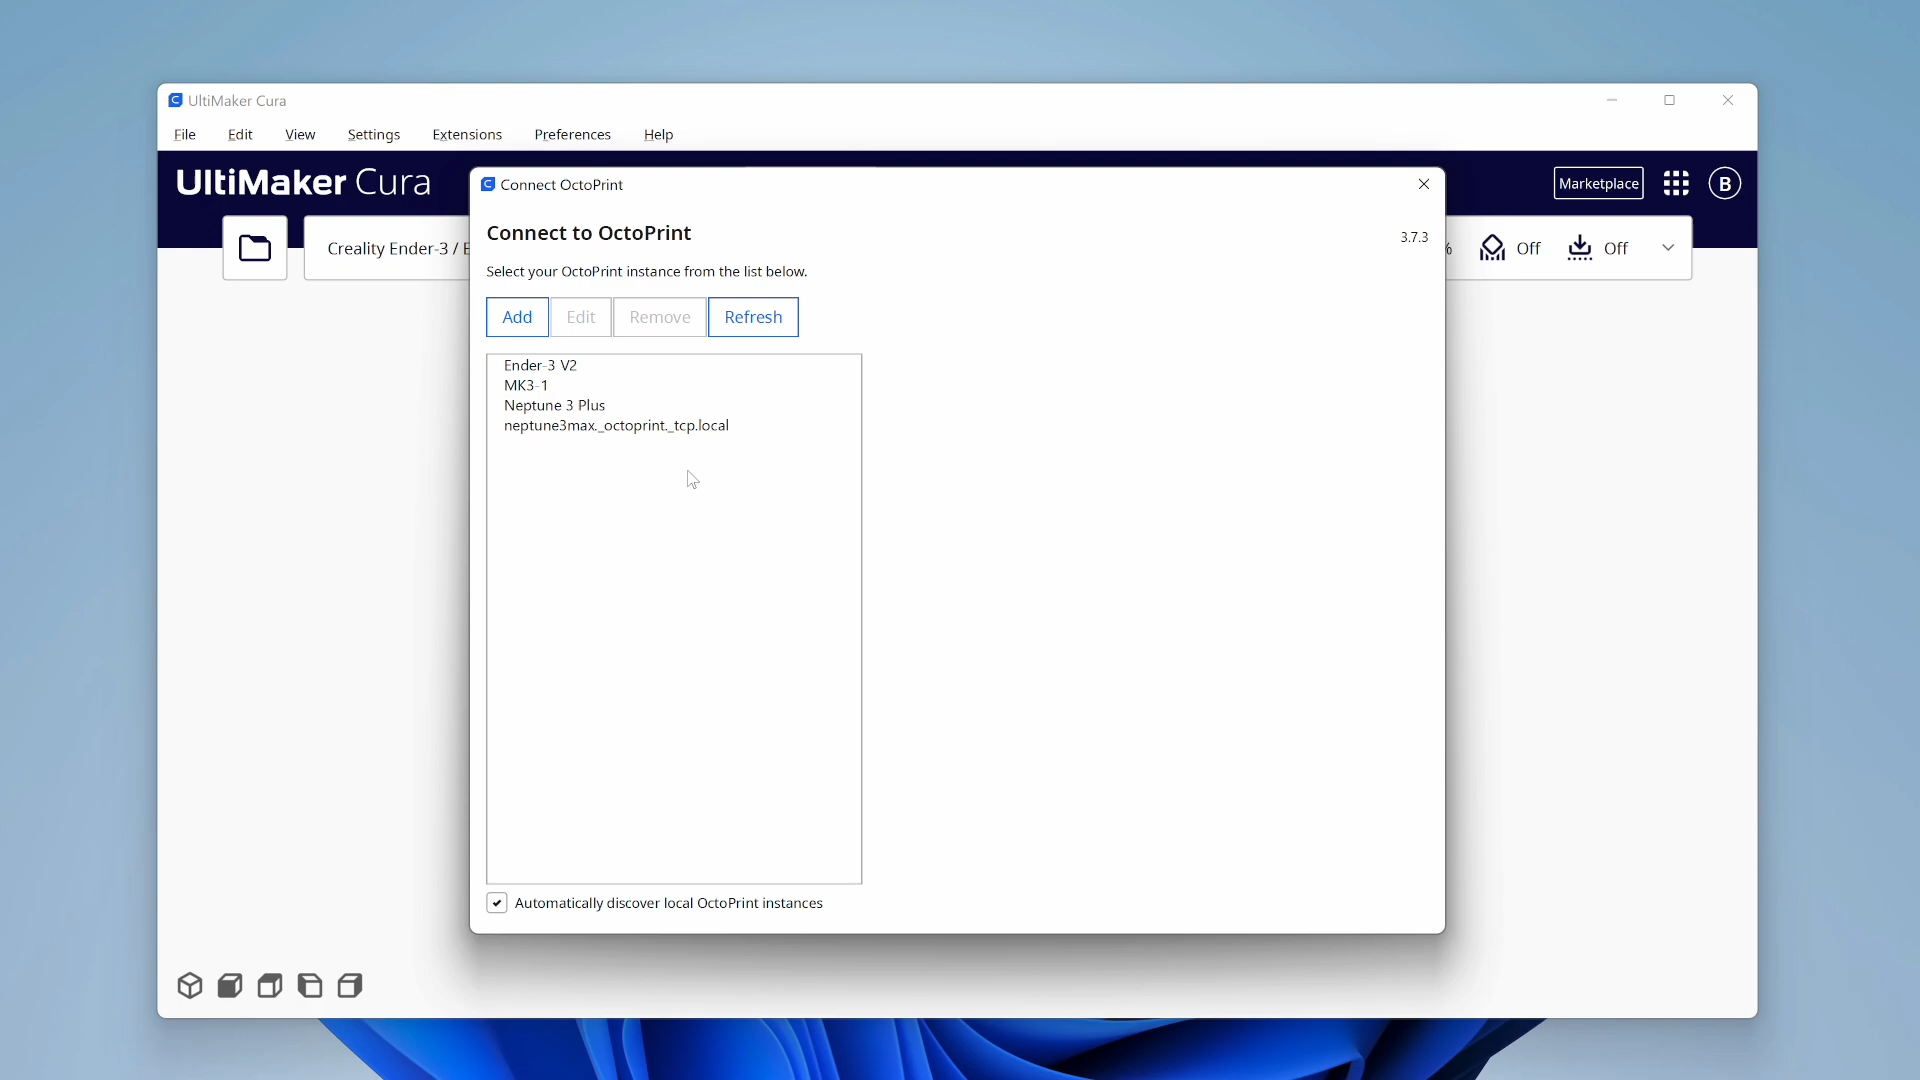 UltiMaker Cura
File Edit View Settings Extensions Preferences Help
UltiMaker Cura
Marketplace
B
Creality Ender-3 / E
%
Off
Off
Connect OctoPrint
Connect to OctoPrint
3.7.3
Select your OctoPrint instance from the list below.
Add Edit Remove Refresh
Ender-3 V2
MK3-1
Neptune 3 Plus
neptune3max._octoprint._tcp.local
Automatically discover local OctoPrint instances